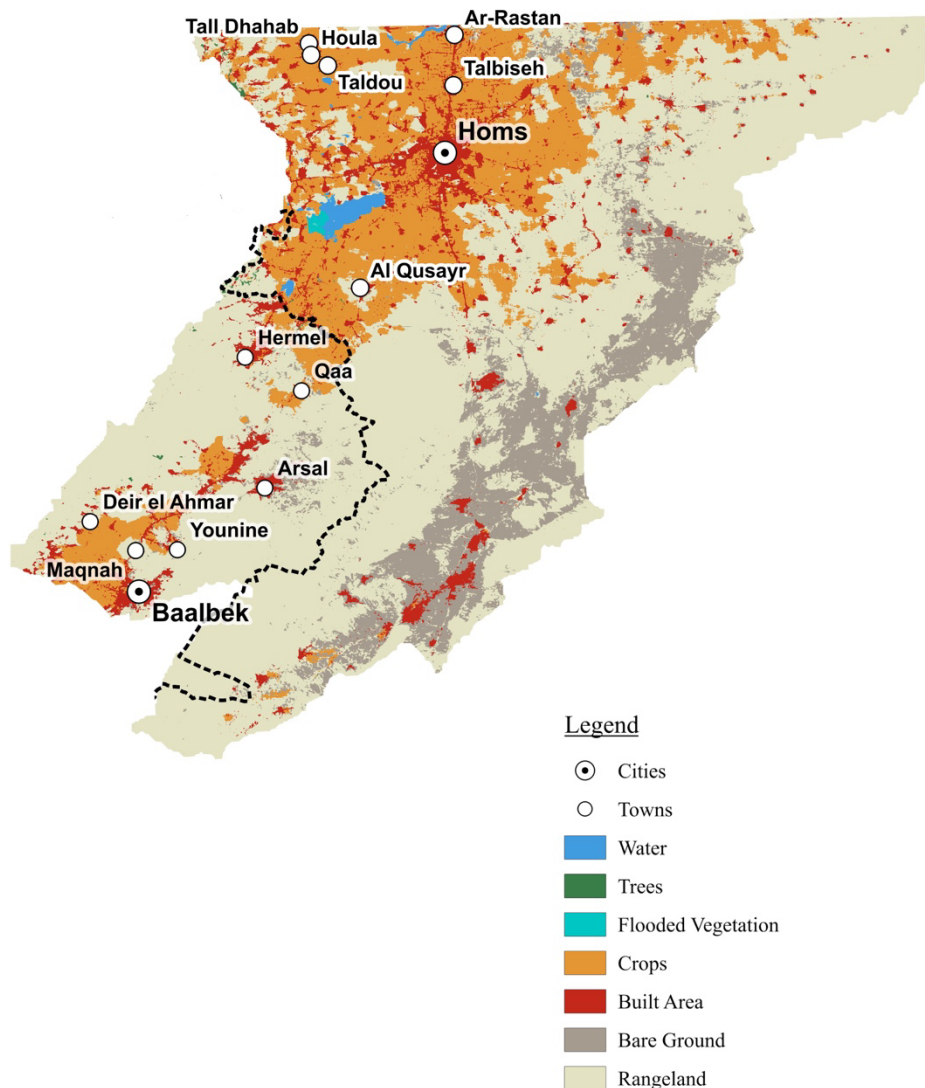 Tall Dhahab
Houla
Ar-Rastan
Taldou
Talbiseh
Homs
Al Qusayr
Hermel
Qaa
Arsal
Deir el Ahmar
Younine
Maqnah
Baalbek
Legend
Cities
Towns
Water
Trees
Flooded Vegetation
Crops
Built Area
Bare Ground
Rangeland